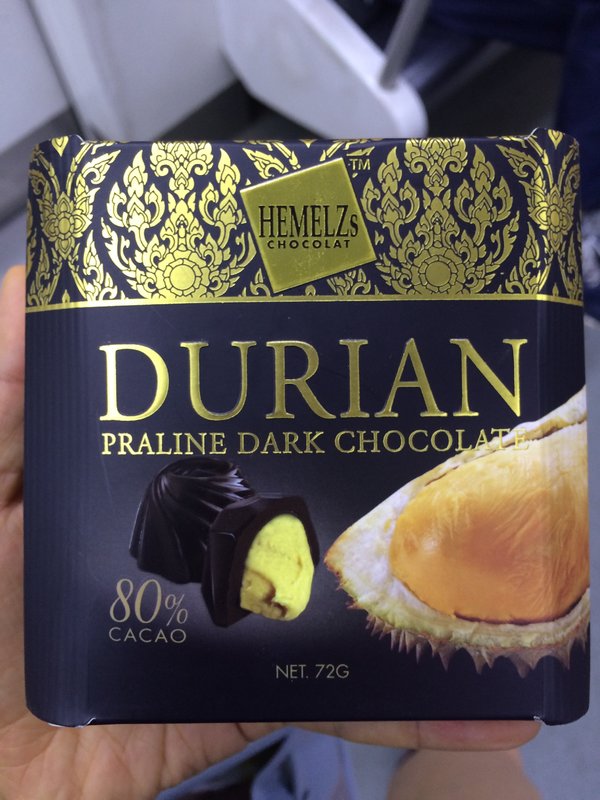 TM
HEMELZs
CHOCOLAT
DURIAN
PRALINE DARK CHOCOLATE
80%
CACAO
NET. 72G